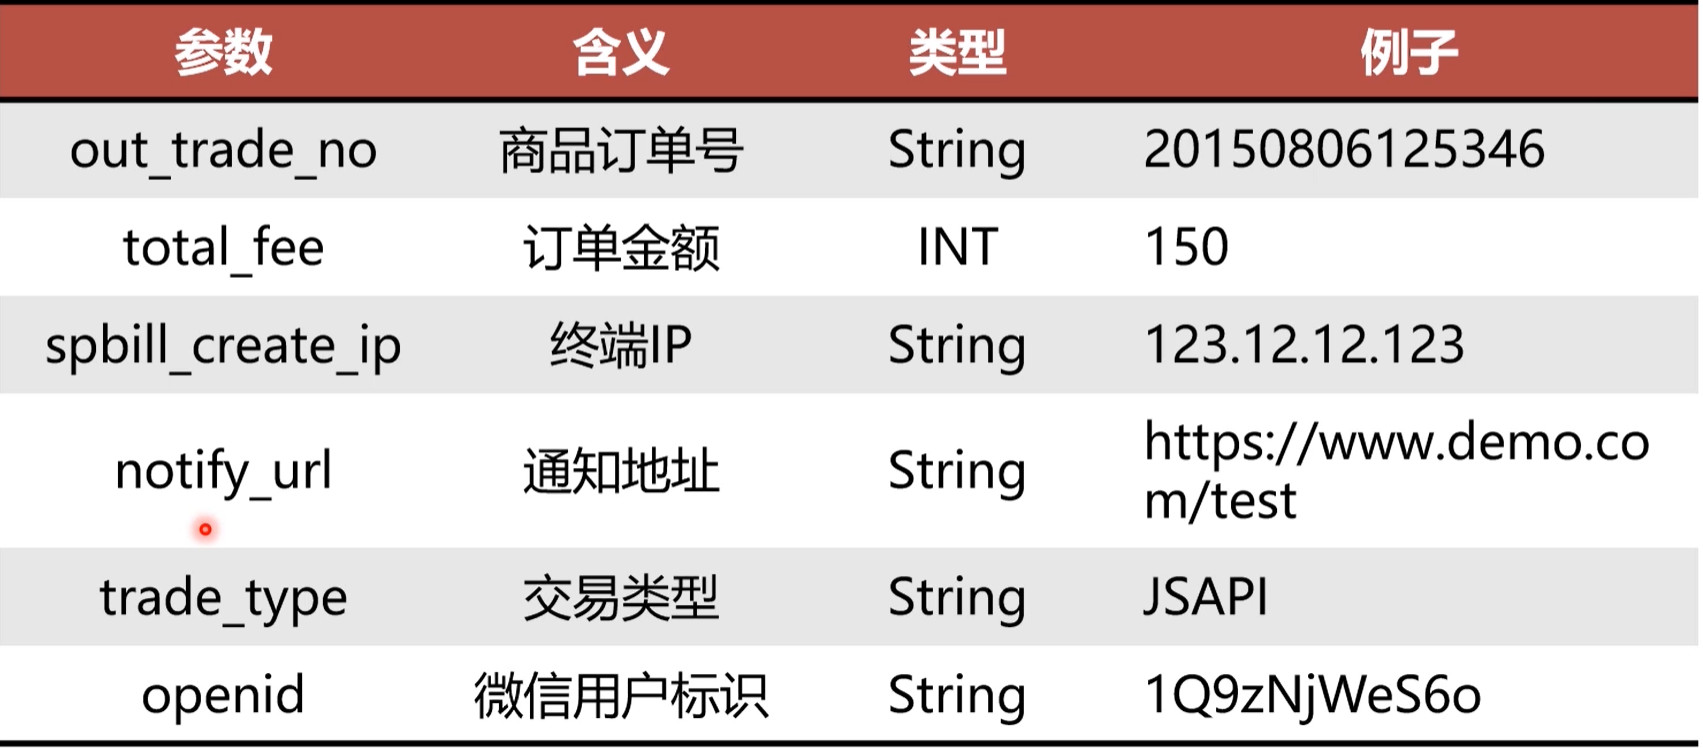 参数 含义 类型 例子
out_trade_no 商品订单号 String 20150806125346
total_fee 订单金额 INT 150
spbill_create_ip 终端IP String 123.12.12.123
notify_url 通知地址 String https://www.demo.co
m/test
trade_type 交易类型 String JSAPI
openid 微信用户标识 String 1Q9zNjWeS6o